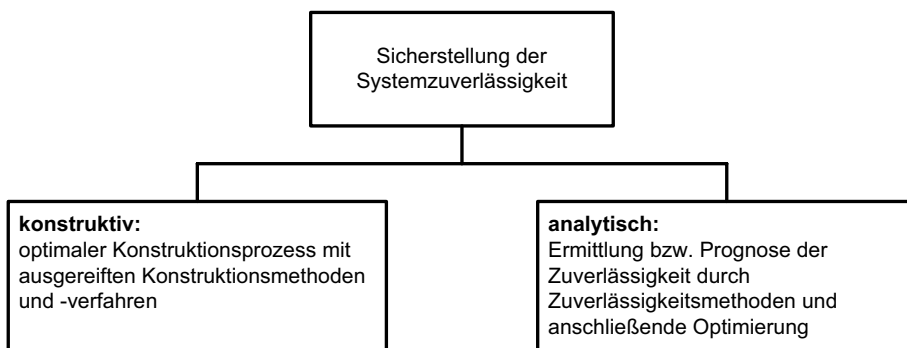 Sicherstellung der
Systemzuverlässigkeit
konstruktiv:
optimaler Konstruktionsprozess mit
ausgereiften Konstruktionsmethoden
und -verfahren
analytisch:
Ermittlung bzw. Prognose der
Zuverlässigkeit durch
Zuverlässigkeitsmethoden und
anschließende Optimierung